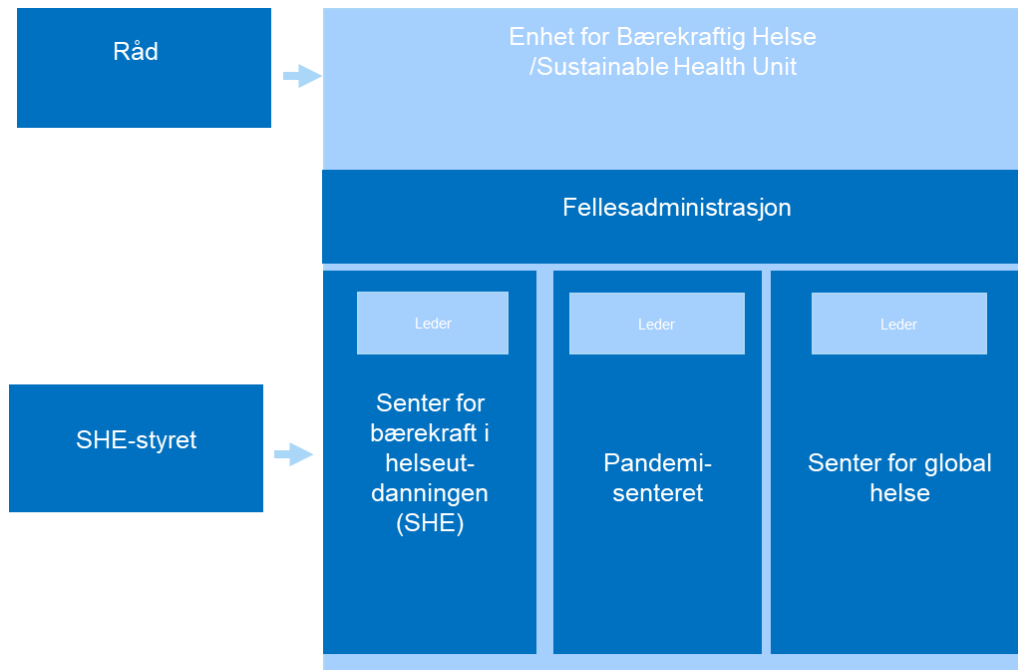 Råd
Enhet for Bærekraftig Helse
/Sustainable Health Unit
Fellesadministrasjon
Leder
Leder
Leder
SHE-styret
Senter for
bærekraft i
helseut-
danningen
(SHE)
Pandemi-
senteret
Senter for global
helse